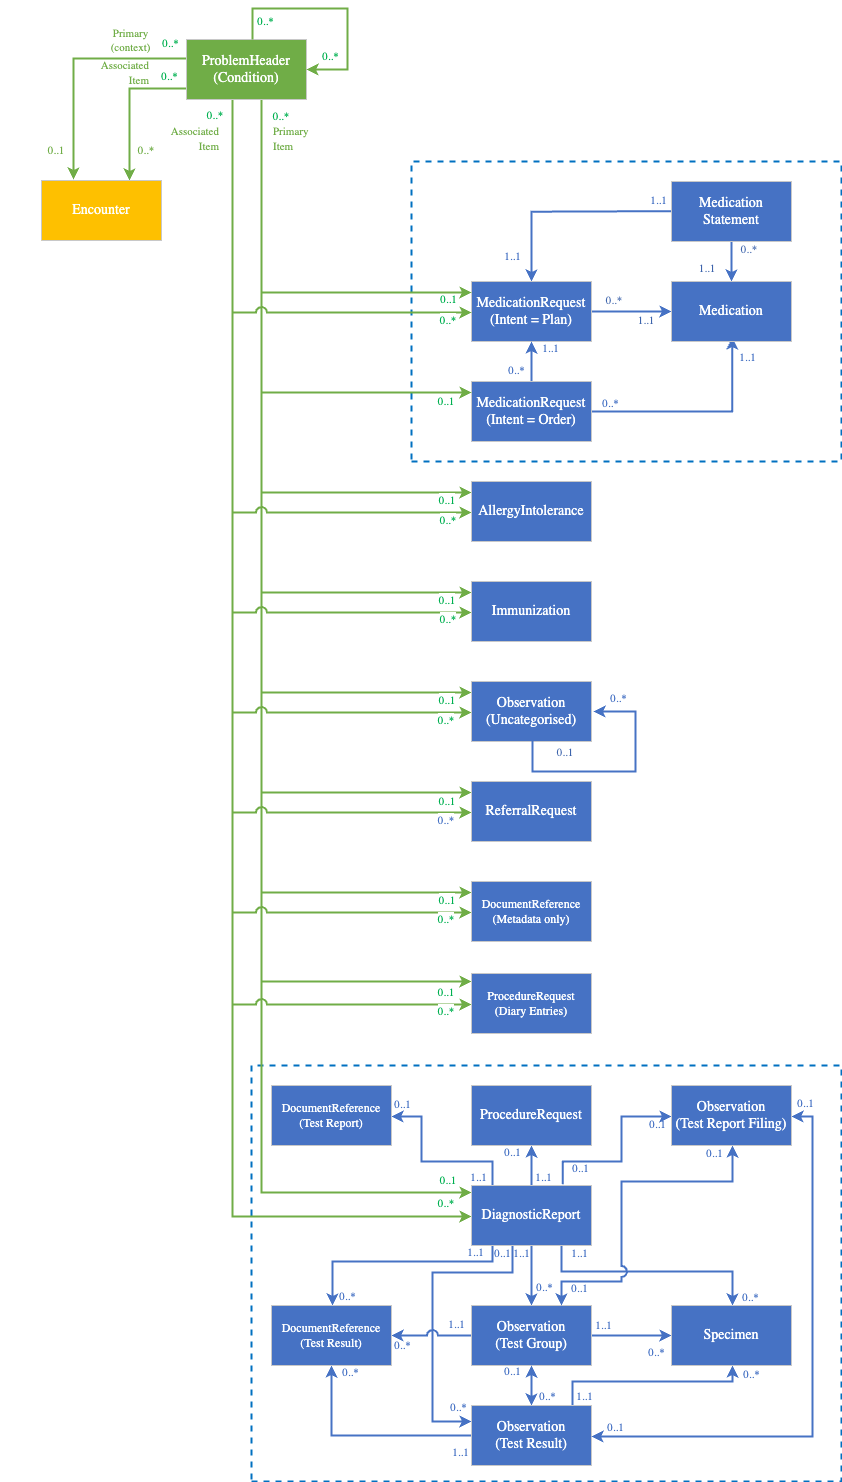 0..*
Primary
(context)
0..*
ProblemHeader
(Condition)
0..*
Associated
Item
0..*
0..*
Associated
Item
0..*
Primary
Item
0..1
0..*
Encounter
1..1
Medication
Statement
1..1
0..*
1..1
MedicationRequest
(Intent = Plan)
0..1
0..*
0..*
1..1
Medication
1..1
0..*
1..1
MedicationRequest
(Intent = Order)
0..1
0..*
AllergyIntolerance
0..1
0..*
Immunization
0..1
0..*
Observation
(Uncategorised)
0..1
0..*
0..*
0..1
ReferralRequest
0..1
0..*
DocumentReference
(Metadata only)
0..1
0..*
ProcedureRequest
(Diary Entries)
0..1
0..*
DocumentReference
(Test Report)
0..1
ProcedureRequest
Observation
(Test Report Filing)
0..1
0..1
0..1
0..1
0..1
1..1
1..1
0..1
0..*
DiagnosticReport
1..1
0..1
1..1
1..1
0..*
0..*
0..1
0..*
DocumentReference
(Test Result)
1..1
0..*
Observation
(Test Group)
1..1
0..*
Specimen
0..*
0..1
0..*
1..1
0..*
0..*
Observation
(Test Result)
0..1
1..1